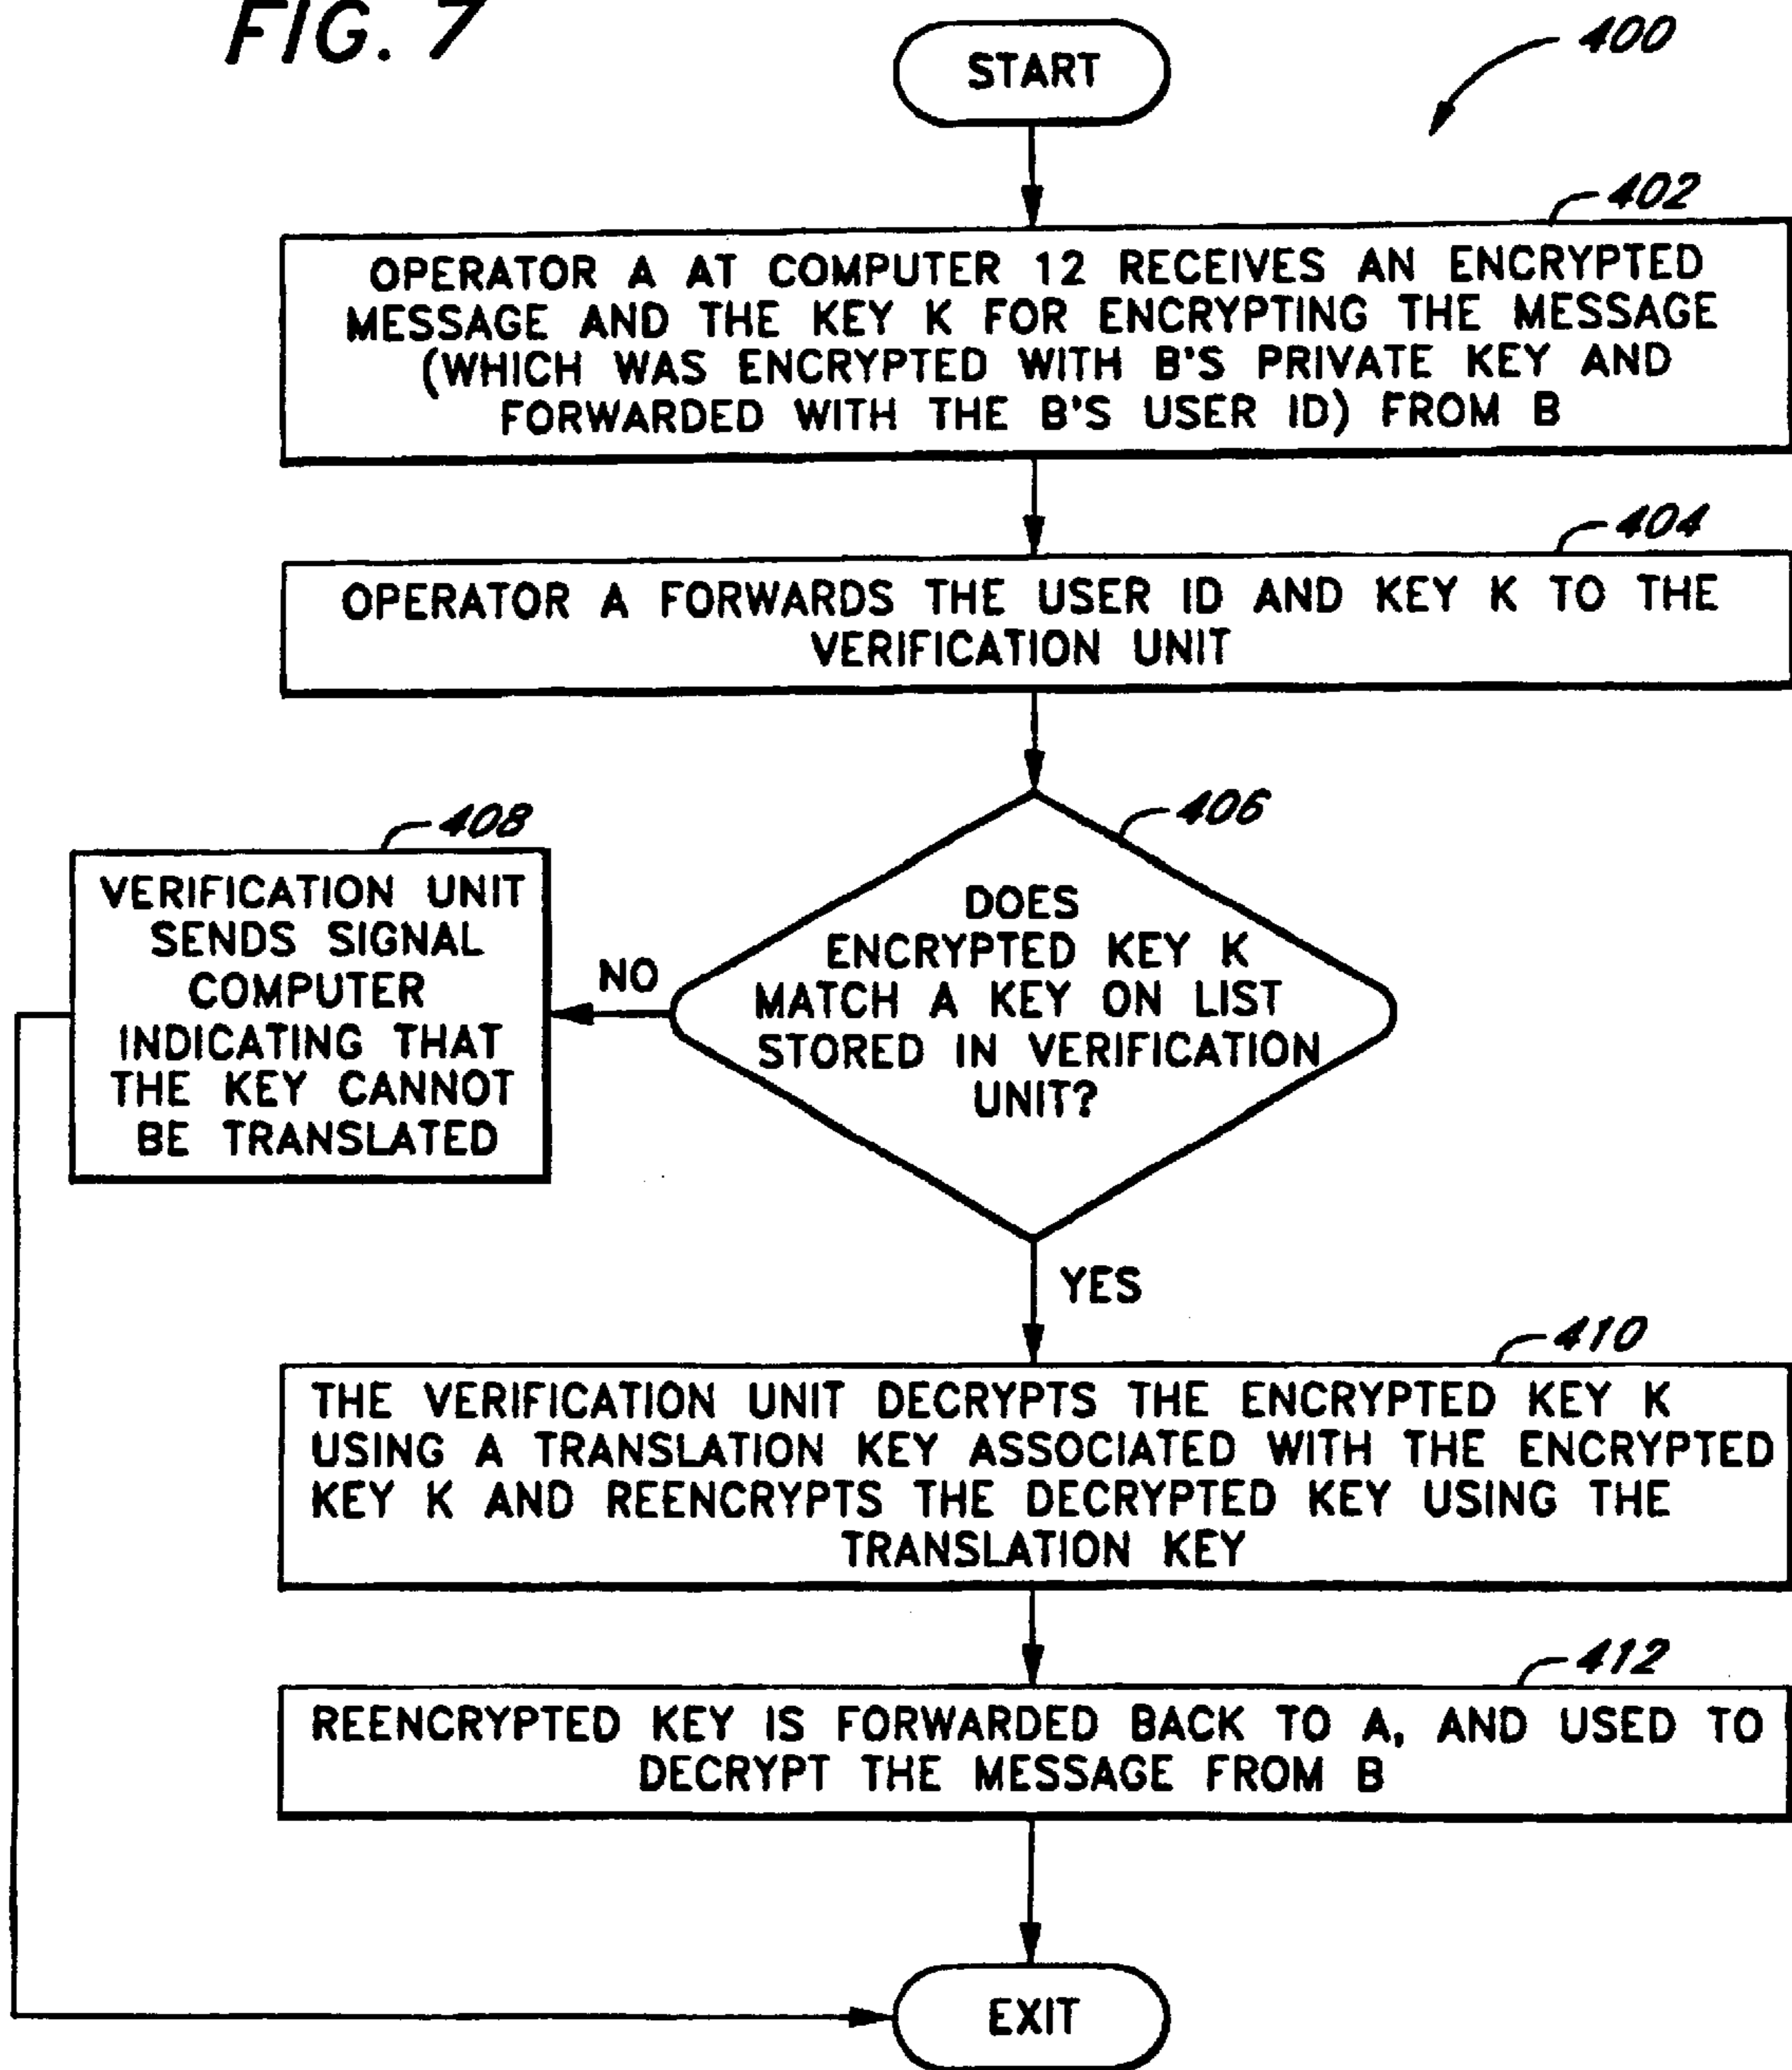 FIG. 7
START
400
402
OPERATOR A AT COMPUTER 12 RECEIVES AN ENCRYPTED
MESSAGE AND THE KEY K FOR ENCRYPTING THE MESSAGE
(WHICH WAS ENCRYPTED WITH B'S PRIVATE KEY AND
FORWARDED WITH THE B'S USER ID) FROM B
404
OPERATOR A FORWARDS THE USER ID AND KEY K TO THE
VERIFICATION UNIT
406
DOES
ENCRYPTED KEY K
MATCH A KEY ON LIST
STORED IN VERIFICATION
UNIT?
NO
408
VERIFICATION UNIT
SENDS SIGNAL
COMPUTER
INDICATING THAT
THE KEY CANNOT
BE TRANSLATED
YES
410
THE VERIFICATION UNIT DECRYPTS THE ENCRYPTED KEY K
USING A TRANSLATION KEY ASSOCIATED WITH THE ENCRYPTED
KEY K AND REENCRYPTS THE DECRYPTED KEY USING THE
TRANSLATION KEY
412
REENCRYPTED KEY IS FORWARDED BACK TO A, AND USED TO
DECRYPT THE MESSAGE FROM B
EXIT